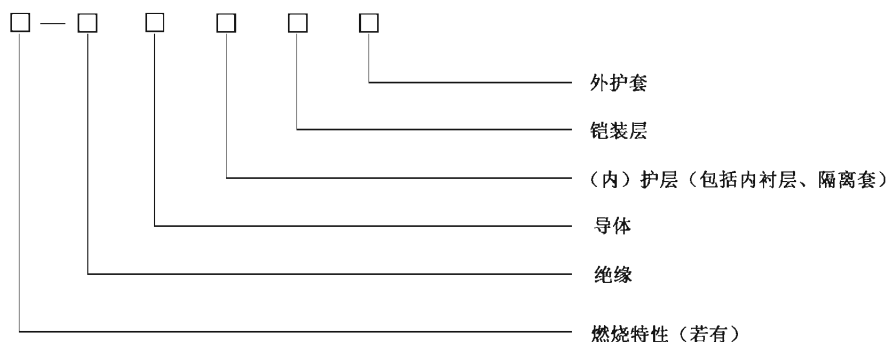 □—□ □ □ □ □
外护套
铠装层
（内）护层（包括内衬层、隔离套）
导体
绝缘
燃烧特性（若有）